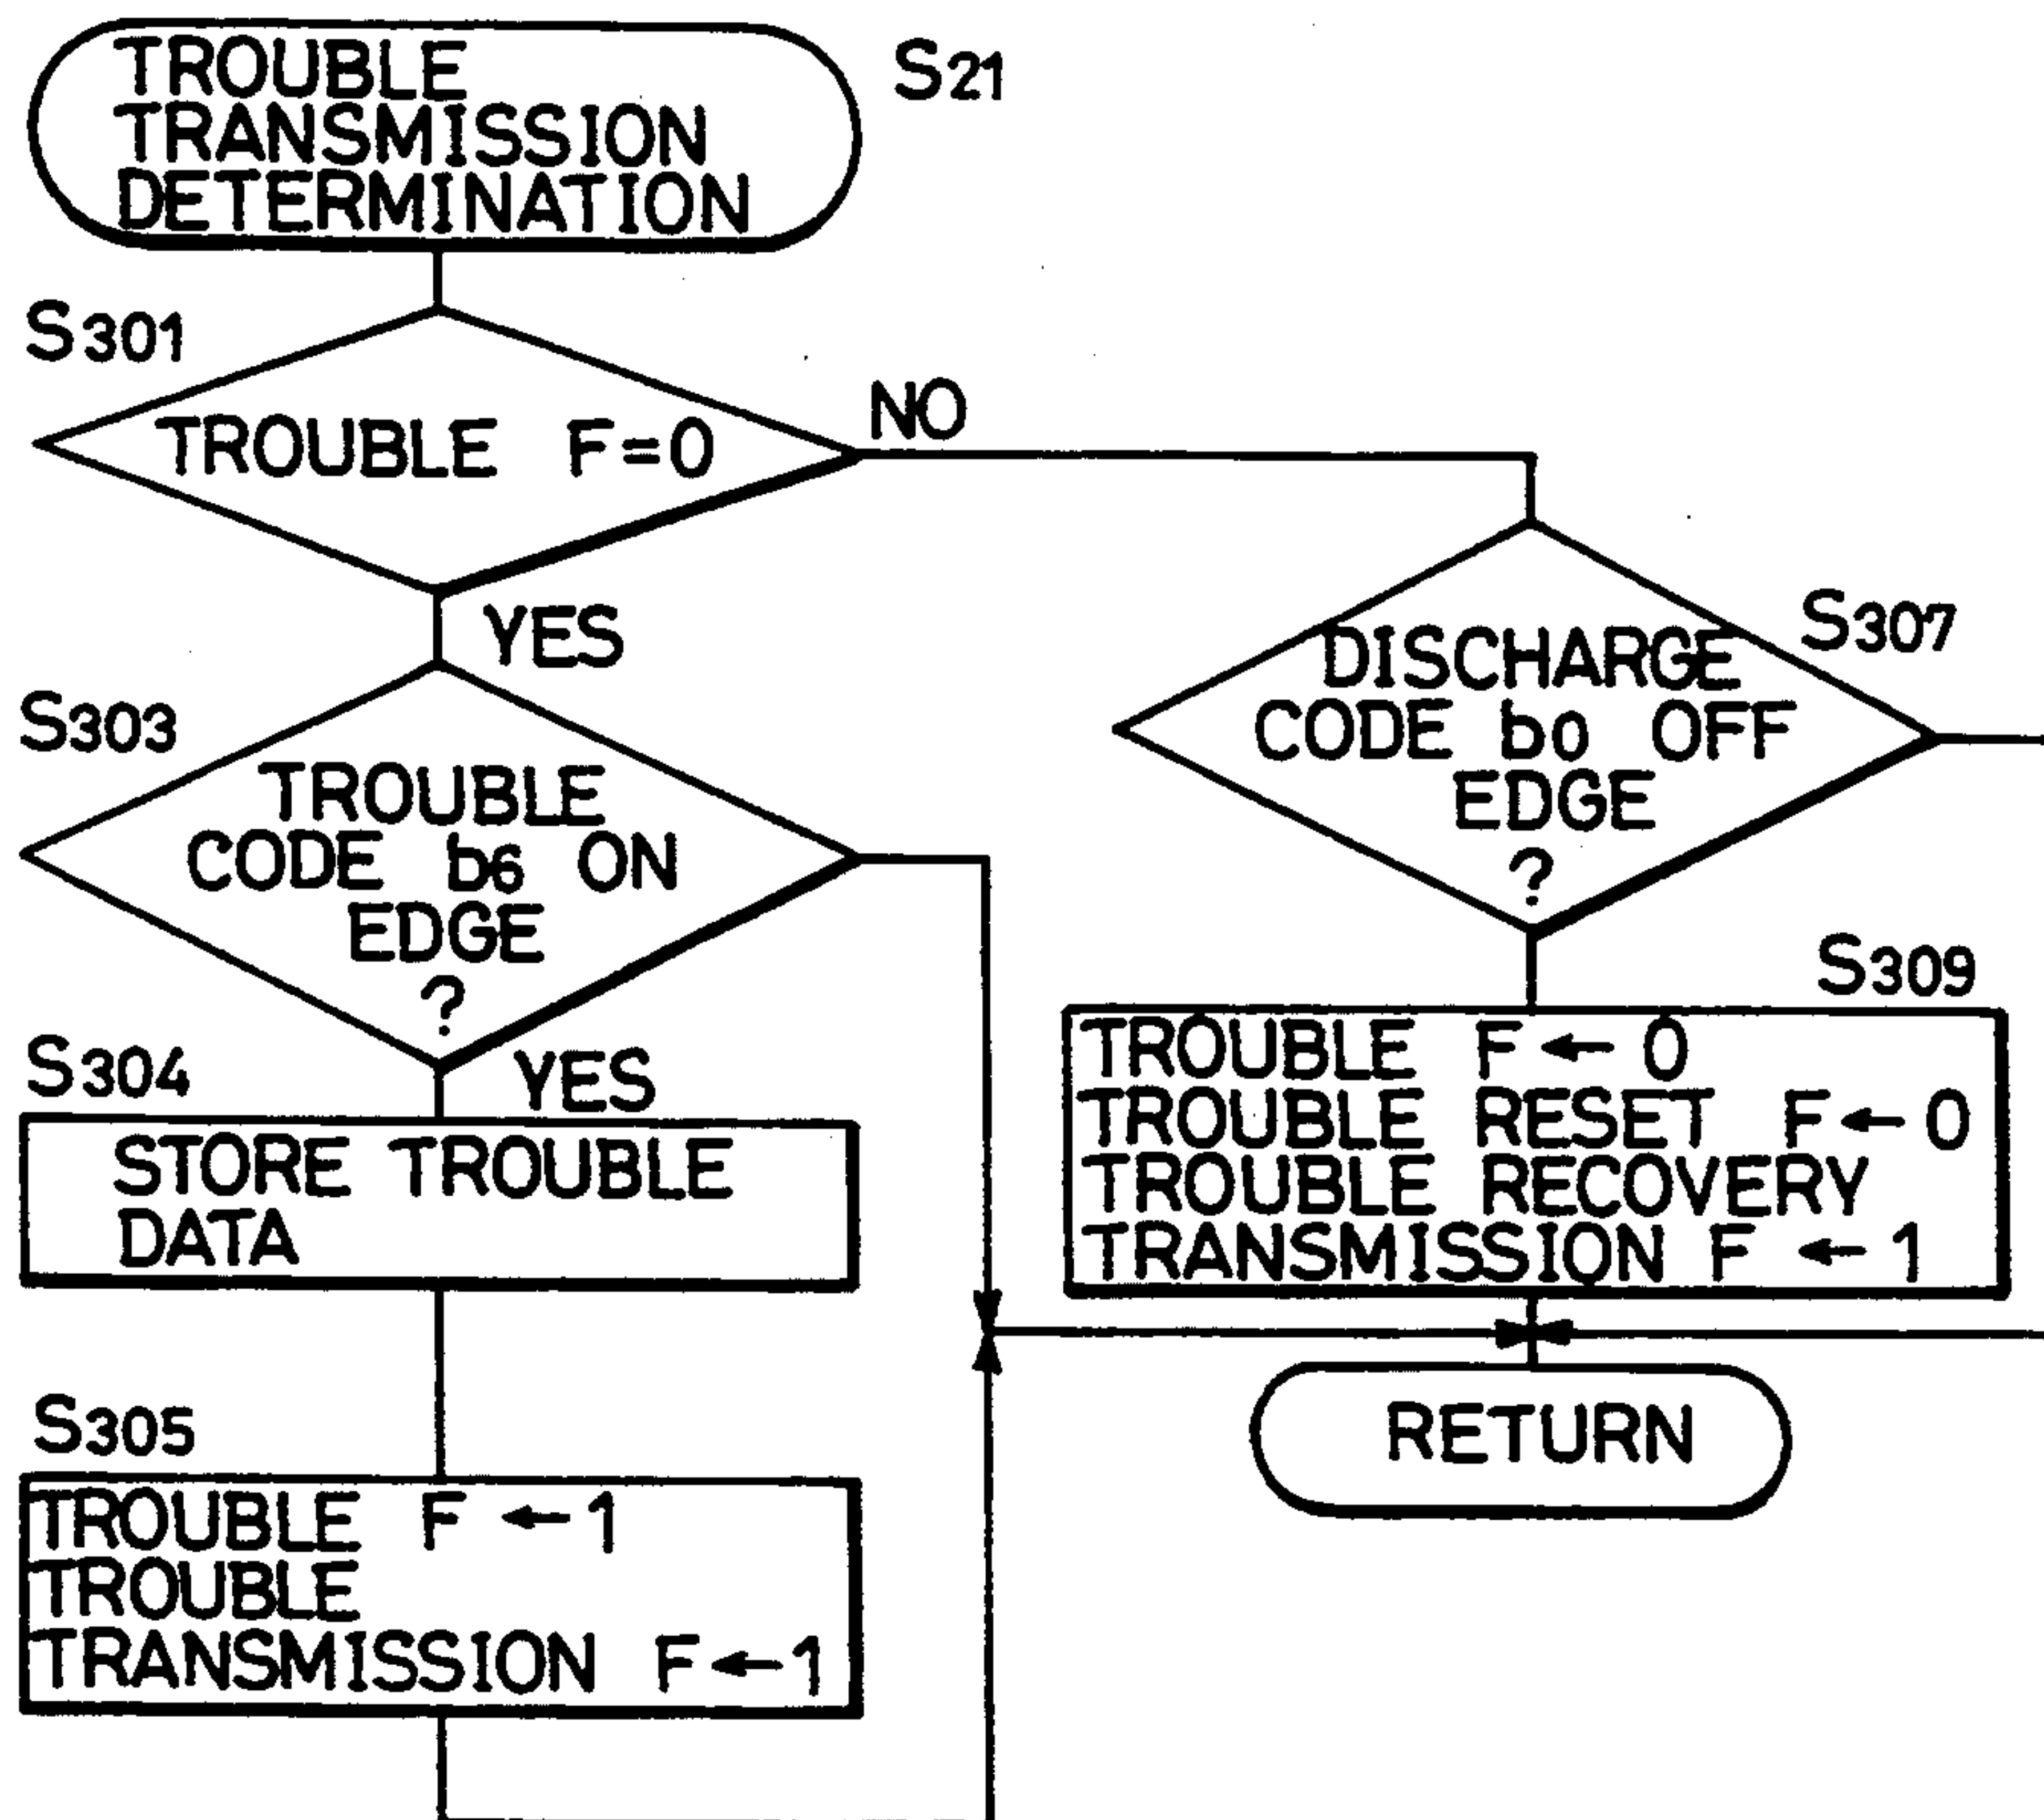 TROUBLE
TRANSMISSION
DETERMINATION
S21
S301
TROUBLE F=0
NO
YES
S303
TROUBLE
CODE b6 ON
EDGE
?
YES
S304
STORE TROUBLE
DATA
S305
TROUBLE F ← 1
TROUBLE
TRANSMISSION F ← 1
S307
DISCHARGE
CODE b0 OFF
EDGE
?
S309
TROUBLE F ← 0
TROUBLE RESET F ← 0
TROUBLE RECOVERY
TRANSMISSION F ← 1
RETURN